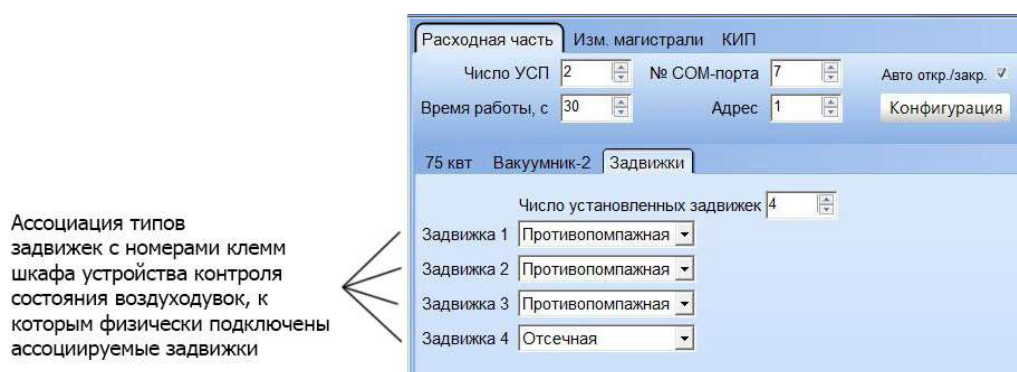 Расходная часть Изм. магистрали КИП
Число УСП 2 № COM-порта 7 Авто откр./закр.
Время работы, с 30 Адрес 1 Конфигурация
75 квт Вакуумник-2 Задвижки
Число установленных задвижек 4
Задвижка 1 Противопомпажная
Задвижка 2 Противопомпажная
Задвижка 3 Противопомпажная
Задвижка 4 Отсечная
Ассоциация типов
задвижек с номерами клемм
шкафа устройства контроля
состояния воздуходувок, к
которым физически подключены
ассоциируемые задвижки